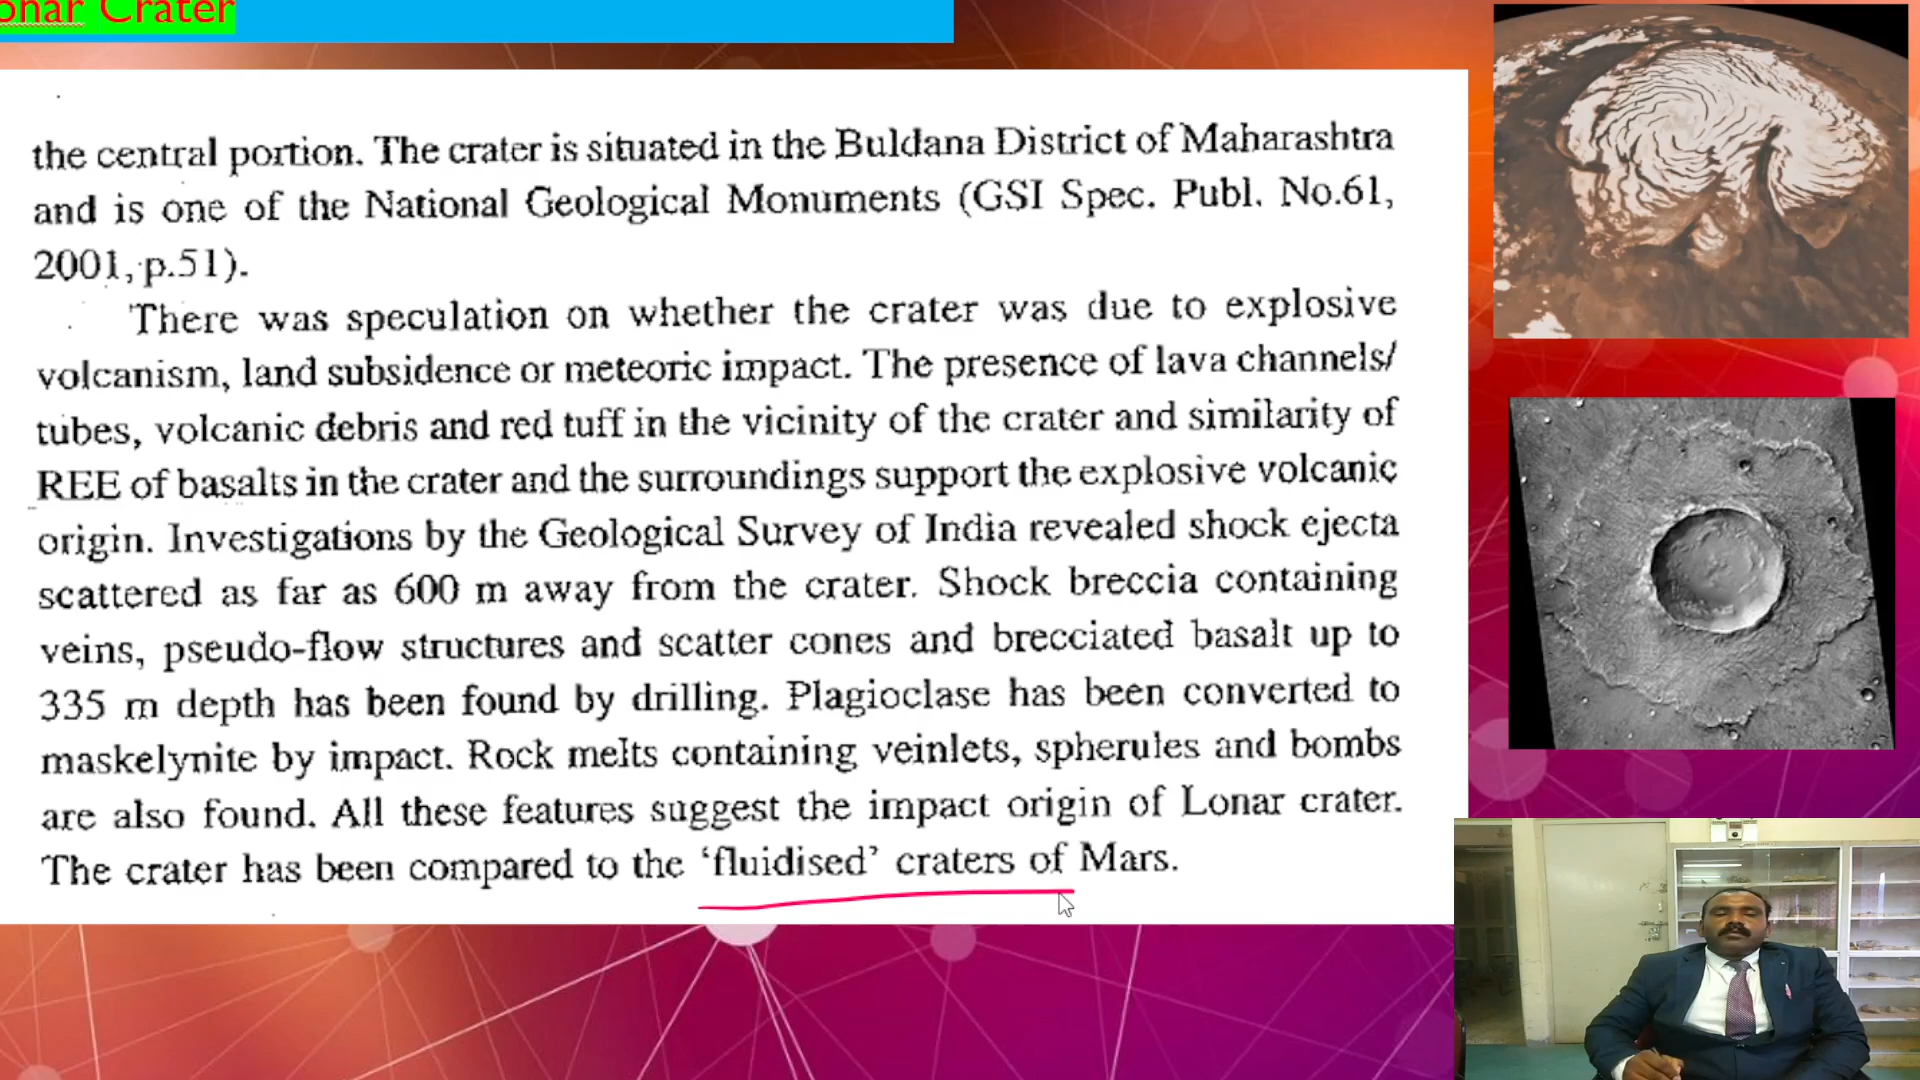 onar Crater
the central portion. The crater is situated in the Buldana District of Maharashtra
and is one of the National Geological Monuments (GSI Spec. Publ. No.61,
2001, p.51).
There was speculation on whether the crater was due to explosive
volcanism, land subsidence or meteoric impact. The presence of lava channels/
tubes, volcanic debris and red tuff in the vicinity of the crater and similarity of
REE of basalts in the crater and the surroundings support the explosive volcanic
origin. Investigations by the Geological Survey of India revealed shock ejecta
scattered as far as 600 m away from the crater. Shock breccia containing
veins, pseudo-flow structures and scatter cones and brecciated basalt up to
335 m depth has been found by drilling. Plagioclase has been converted to
maskelynite by impact. Rock melts containing veinlets, spherules and bombs
are also found. All these features suggest the impact origin of Lonar crater.
The crater has been compared to the ‘fluidised’ craters of Mars.